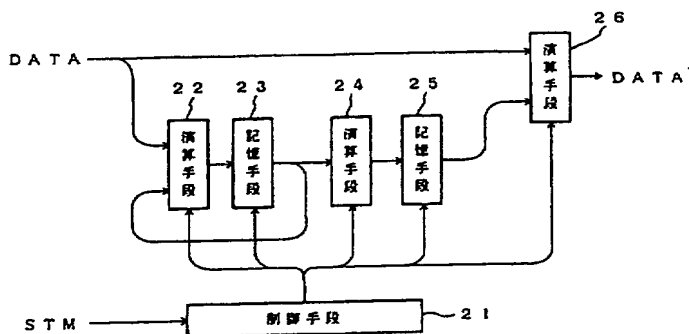 DATA
22
演算手段
23
記憶手段
24
演算手段
25
記憶手段
26
演算手段
DATA'
STM
制御手段
21